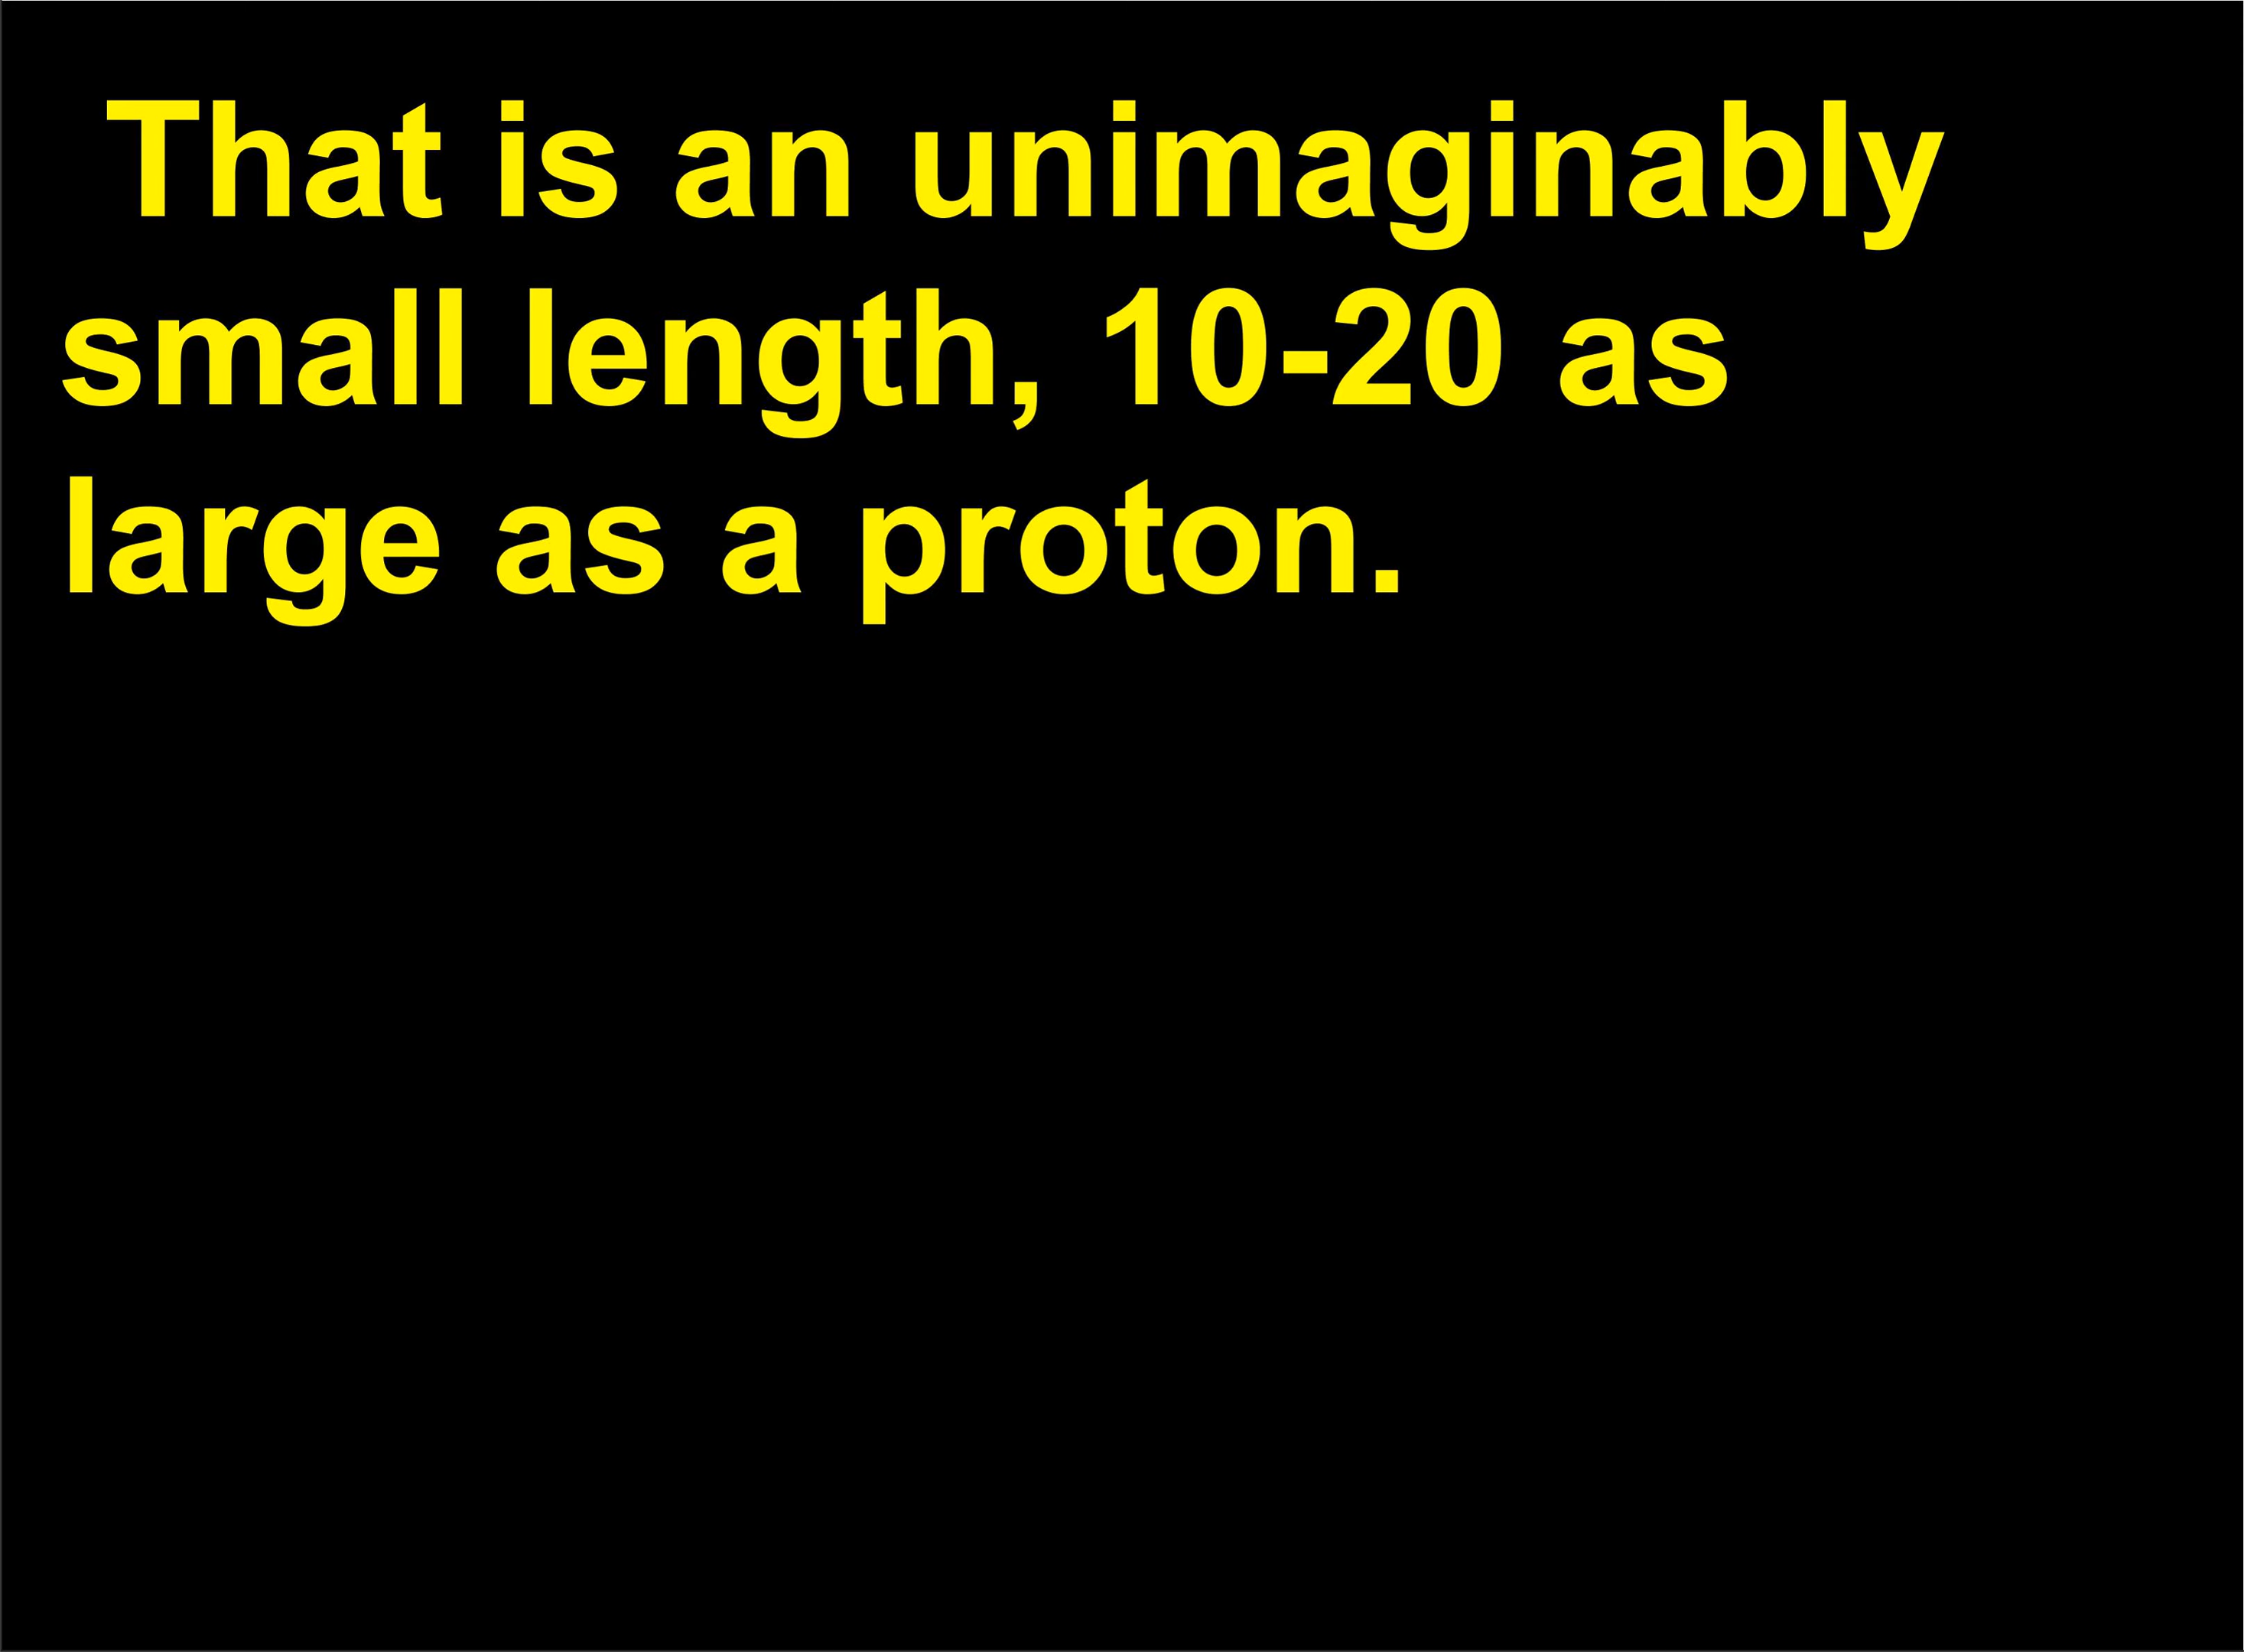 That is an unimaginably
small length, 10-20 as
large as a proton.